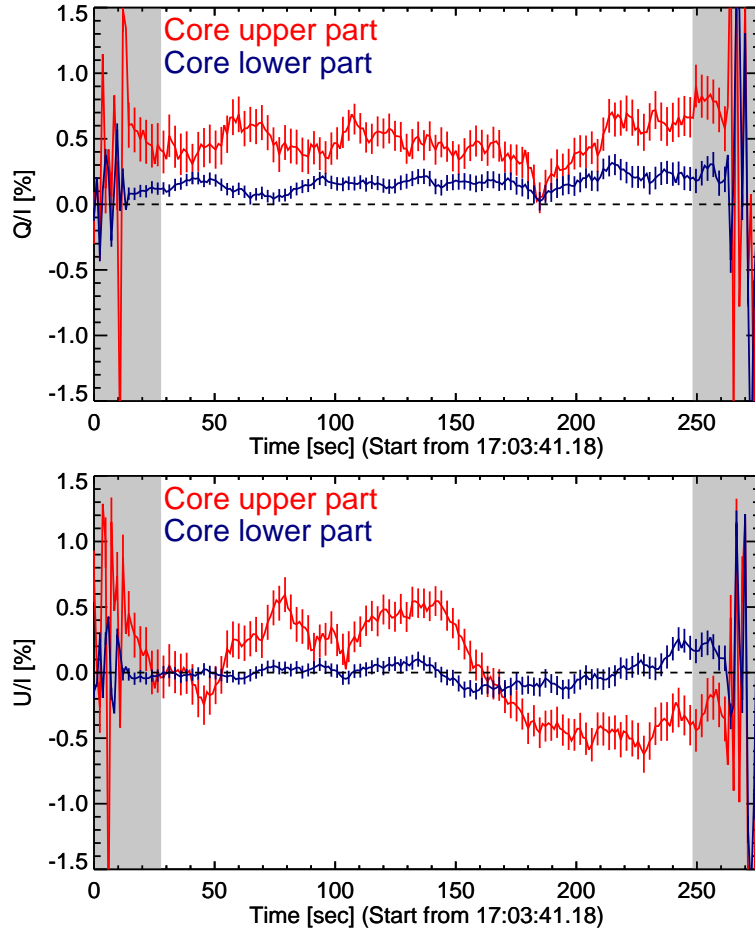 1.5
Core upper part
Core lower part
1.0
0.5
0.0
-0.5
-1.0
-1.5
Q/I [%]
0 50 100 150 200 250
Time [sec] (Start from 17:03:41.18)
1.5
Core upper part
Core lower part
1.0
0.5
0.0
-0.5
-1.0
-1.5
U/I [%]
0 50 100 150 200 250
Time [sec] (Start from 17:03:41.18)